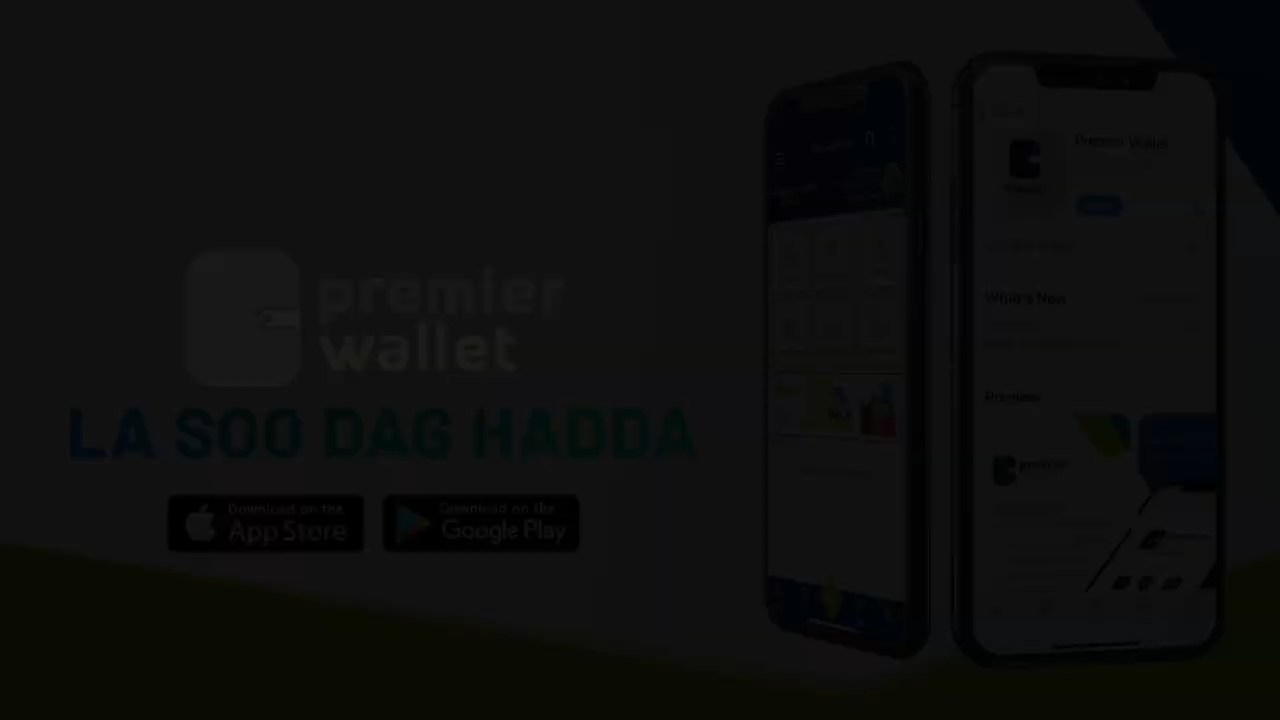 premier
wallet
LA SOO DAG HADDA
Download on the
App Store
Download on the
Google Play
Premier Wallet
What's New
Preview
premier